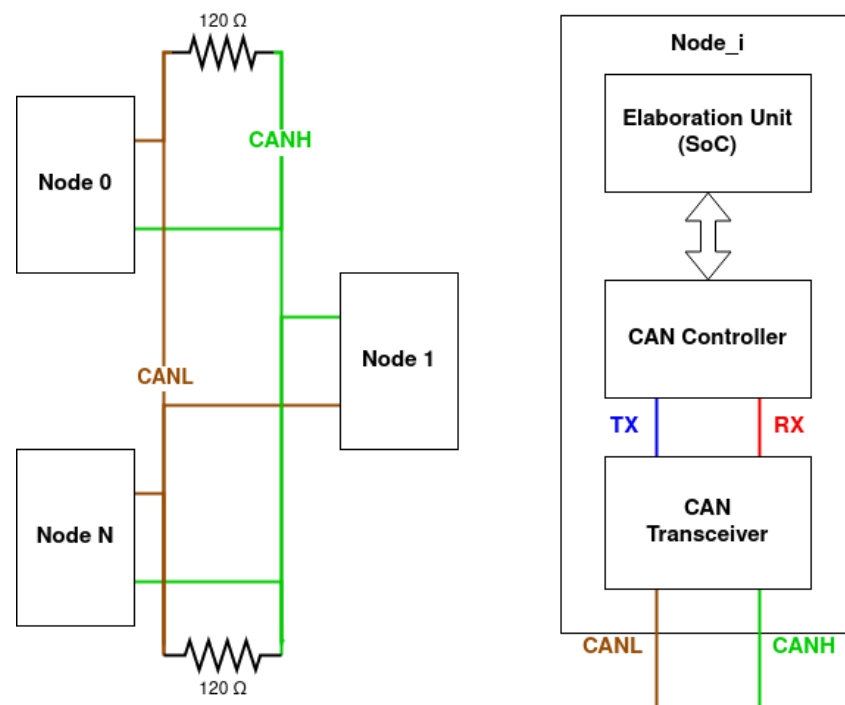 120 Ω
CANH
Node 0
Node 1
CANL
Node N
120 Ω
Node_i
Elaboration Unit
(SoC)
CAN Controller
TX
RX
CAN
Transceiver
CANL
CANH